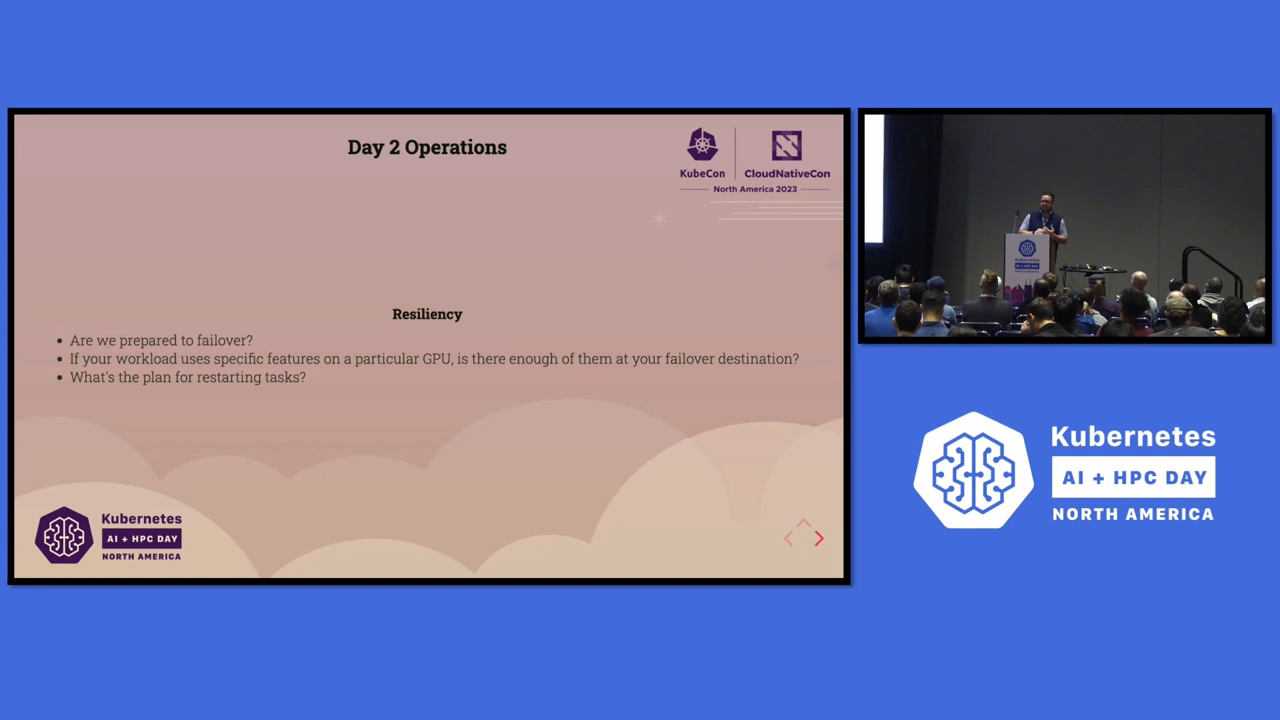 Day 2 Operations
KubeCon
CloudNativeCon
North America 2023
Resiliency
Are we prepared to failover?
If your workload uses specific features on a particular GPU, is there enough of them at your failover destination?
What's the plan for restarting tasks?
Kubernetes
AI + HPC DAY
NORTH AMERICA
Kubernetes
AI + HPC DAY
NORTH AMERICA